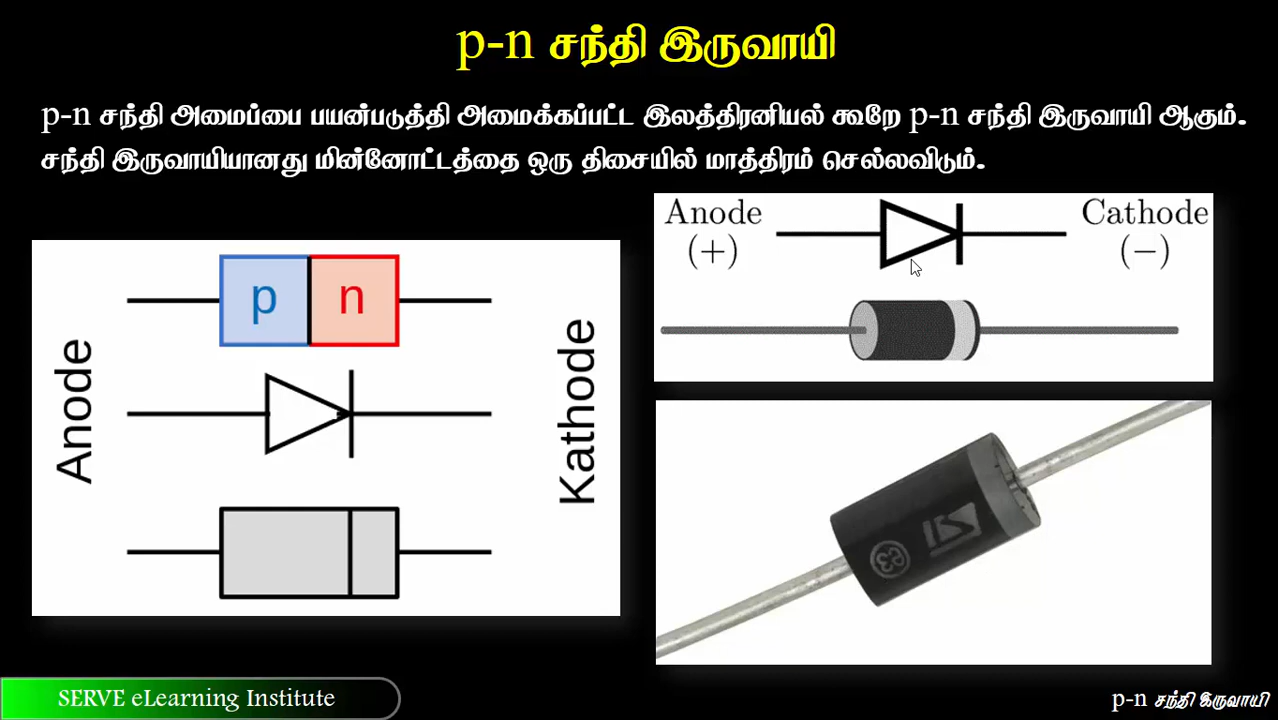 p-n சந்தி இருவாயி
p-n சந்தி அமைப்பை பயன்படுத்தி அமைக்கப்பட்ட இலத்திரனியல் கூறே p-n சந்தி இருவாயி ஆகும்.
சந்தி இருவாயியானது மின்னோட்டத்தை ஒரு திசையில் மாத்திரம் செல்லவிடும்.
Anode
p n
Kathode
Anode Cathode
(+) (−)
SERVE eLearning Institute
p-n சந்தி இருவாயி